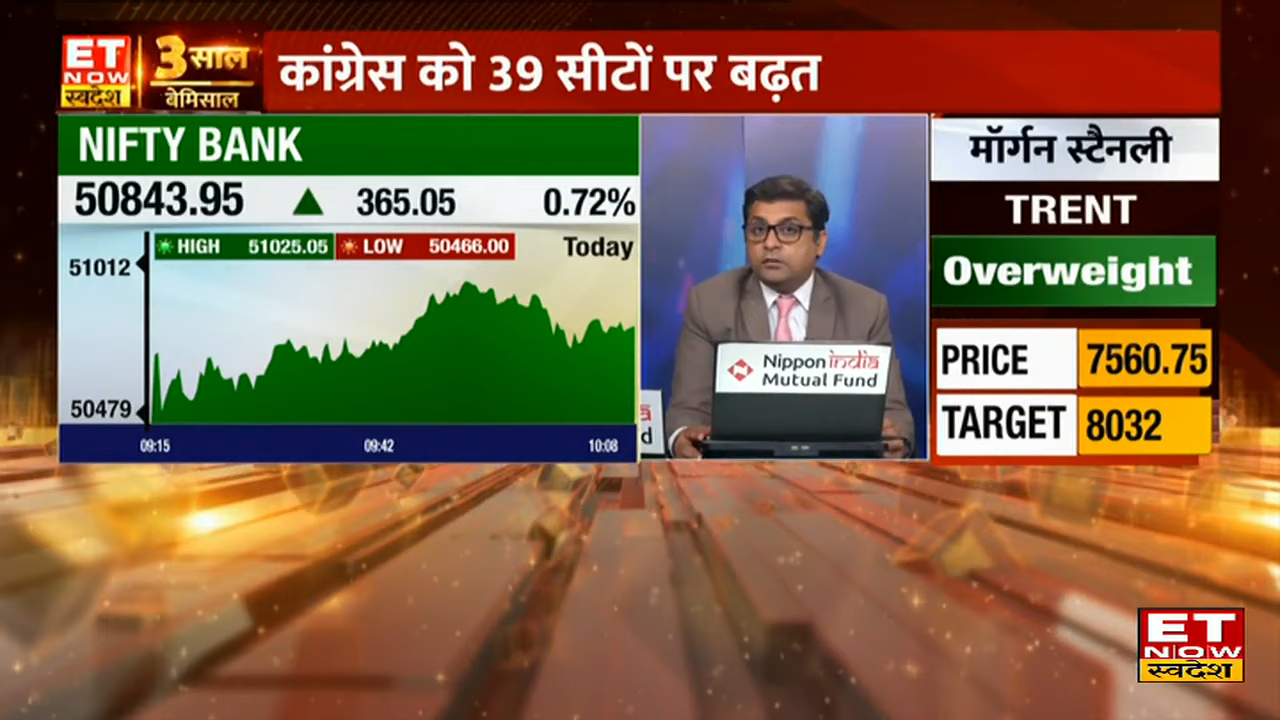 ET
NOW
स्वदेश
3 साल
बेमिसाल
कांग्रेस को 39 सीटों पर बढ़त
NIFTY BANK
50843.95 ▲ 365.05 0.72%
HIGH 51025.05 LOW 50466.00 Today
51012
50479
09:15 09:42 10:08
Nippon india
Mutual Fund
d
मॉर्गन स्टैनली
TRENT
Overweight
PRICE 7560.75
TARGET 8032
ET
NOW
स्वदेश